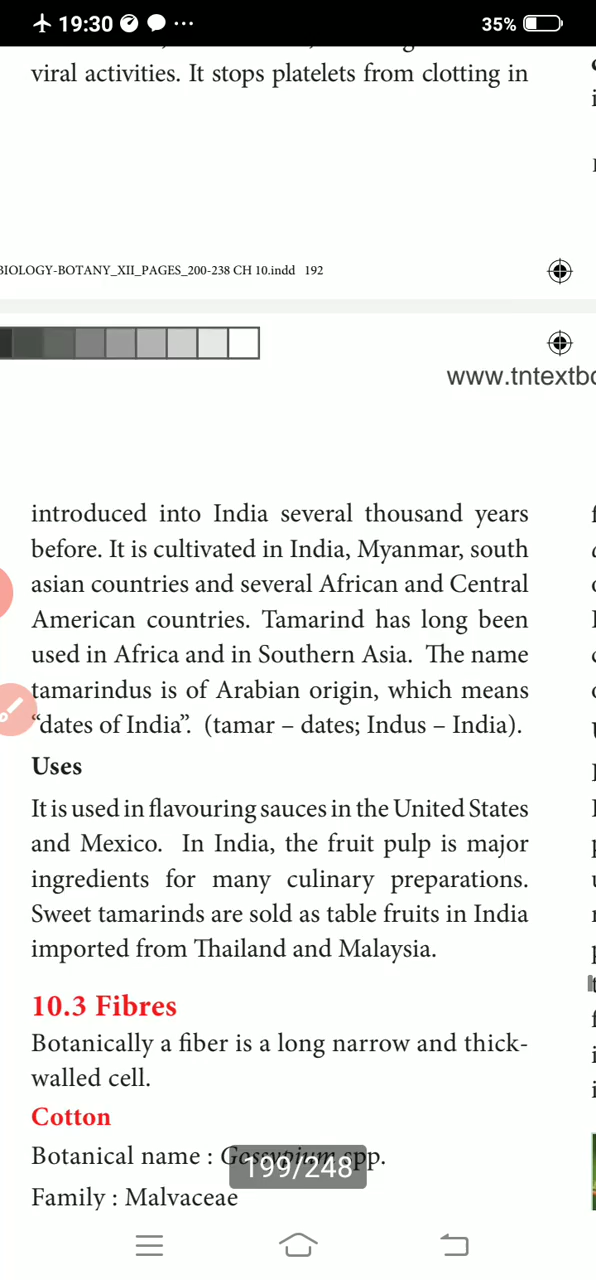 19:30
35%
viral activities. It stops platelets from clotting in
BIOLOGY-BOTANY_XII_PAGES_200-238 CH 10.indd 192
www.tntextbo
introduced into India several thousand years
before. It is cultivated in India, Myanmar, south
asian countries and several African and Central
American countries. Tamarind has long been
used in Africa and in Southern Asia. The name
tamarindus is of Arabian origin, which means
“dates of India”. (tamar – dates; Indus – India).
Uses
It is used in flavouring sauces in the United States
and Mexico. In India, the fruit pulp is major
ingredients for many culinary preparations.
Sweet tamarinds are sold as table fruits in India
imported from Thailand and Malaysia.
10.3 Fibres
Botanically a fiber is a long narrow and thick-
walled cell.
Cotton
Botanical name : Gossypium spp.
199/248
Family : Malvaceae